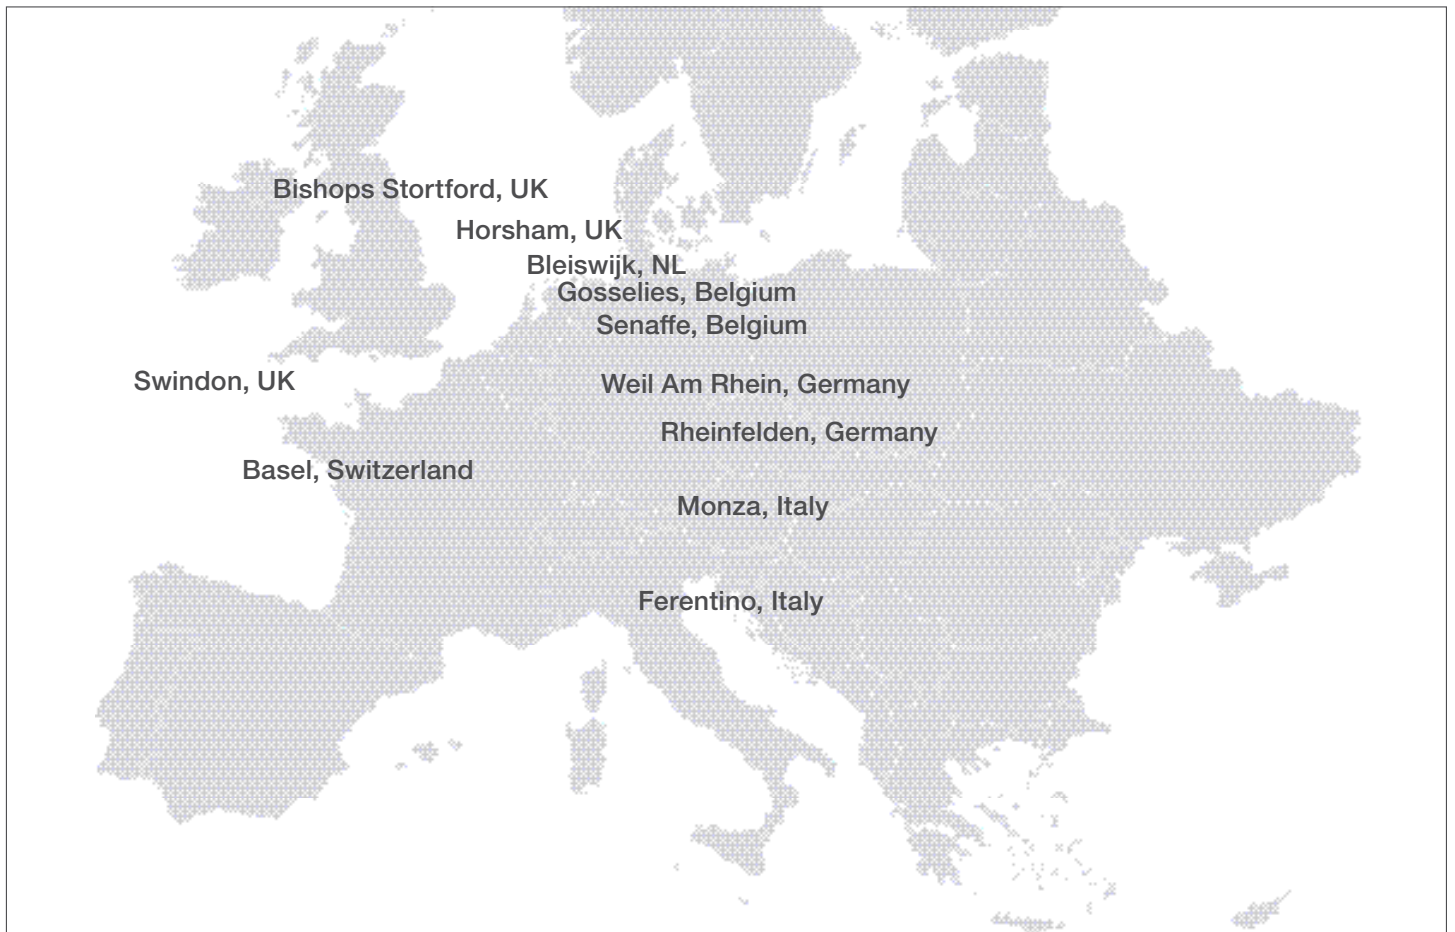 Bishops Stortford, UK
Horsham, UK
Bleiswijk, NL
Gosselies, Belgium
Senaffe, Belgium
Swindon, UK
Weil Am Rhein, Germany
Rheinfelden, Germany
Basel, Switzerland
Monza, Italy
Ferentino, Italy